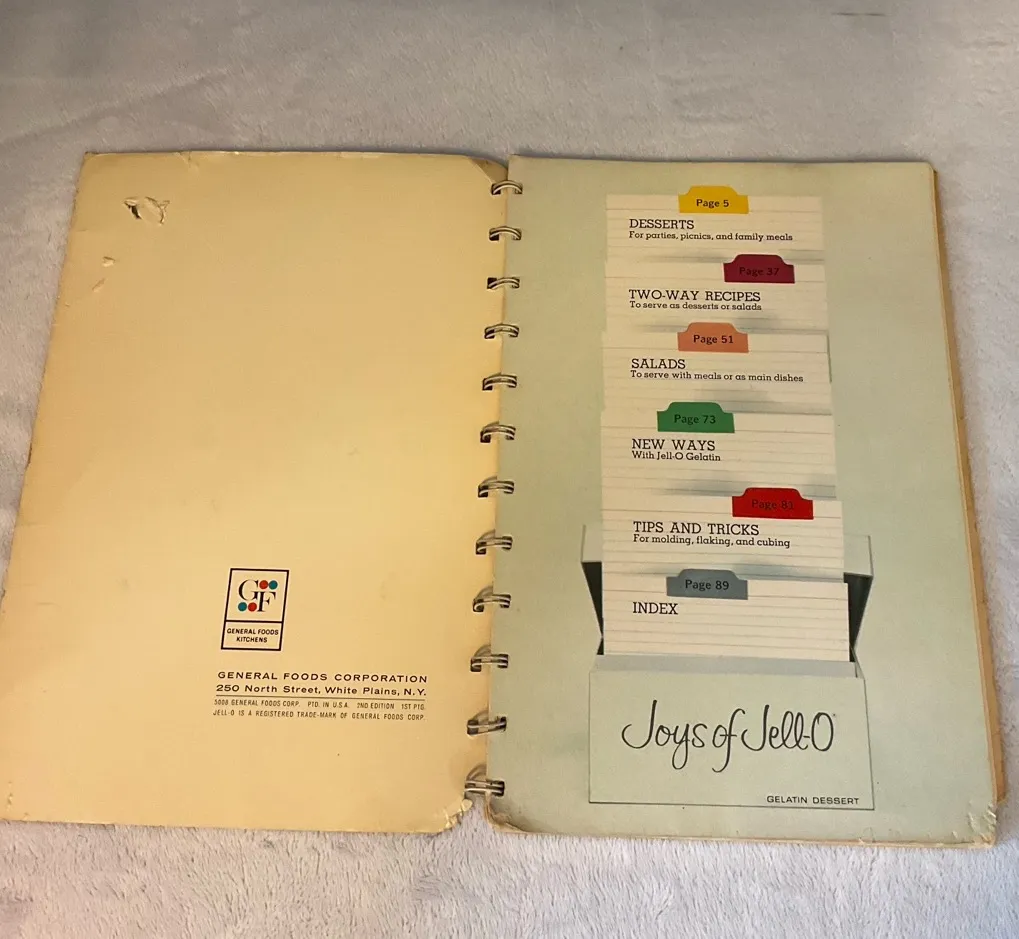 GF
GENERAL FOODS
KITCHENS
GENERAL FOODS CORPORATION
250 North Street, White Plains, N.Y.
5008 GENERAL FOODS CORP. PTD. IN U.S.A. 2ND EDITION 1ST PTG.
JELL-O IS A REGISTERED TRADE-MARK OF GENERAL FOODS CORP.
Page 5
DESSERTS
For parties, picnics, and family meals
Page 37
TWO-WAY RECIPES
To serve as desserts or salads
Page 51
SALADS
To serve with meals or as main dishes
Page 73
NEW WAYS
With Jell-O Gelatin
Page 81
TIPS AND TRICKS
For molding, flaking, and cubing
Page 89
INDEX
Joys of Jell-O®
GELATIN DESSERT